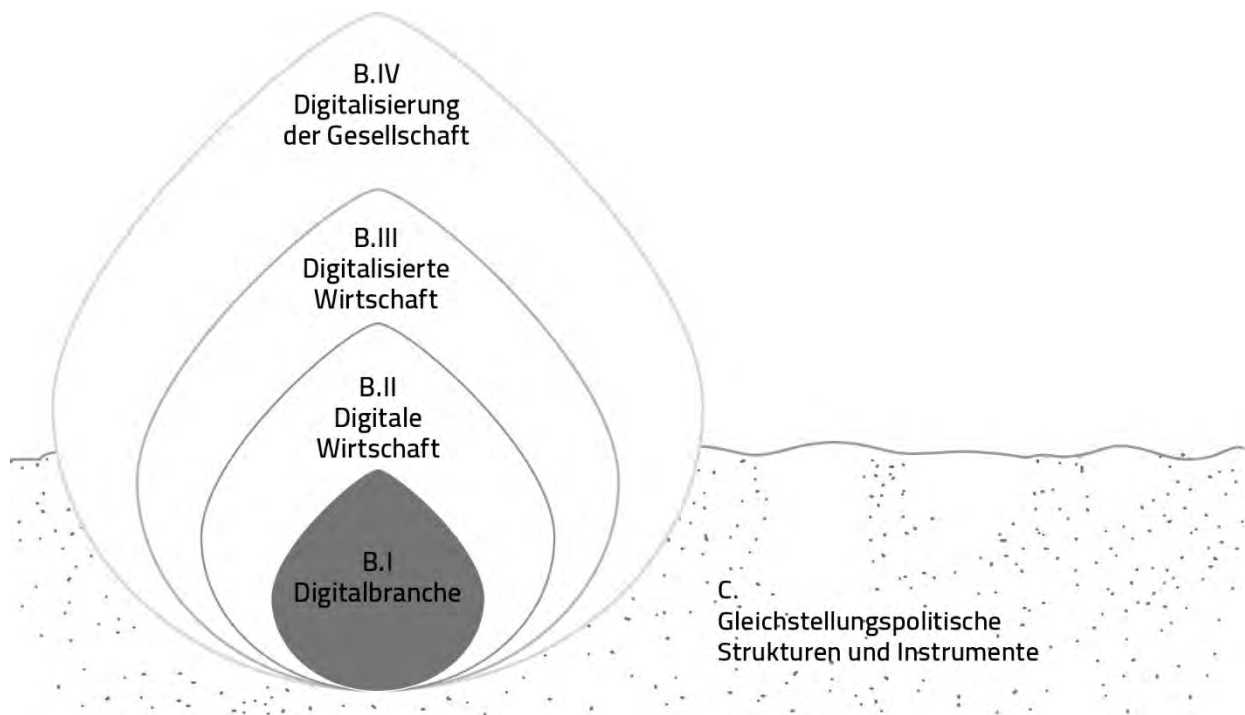 B.IV
Digitalisierung
der Gesellschaft
B.III
Digitalisierte
Wirtschaft
B.II
Digitale
Wirtschaft
B.I
Digitalbranche
C.
Gleichstellungspolitische
Strukturen und Instrumente